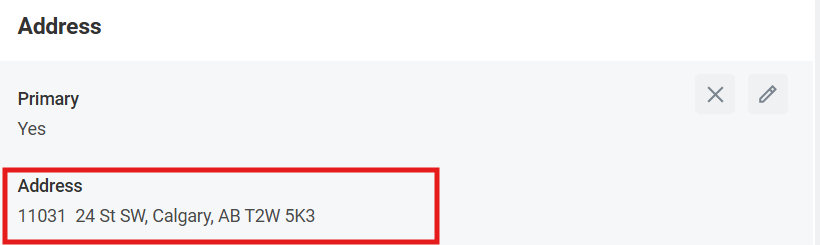 Address
Primary
Yes
Address
11031  24 St SW, Calgary, AB T2W 5K3